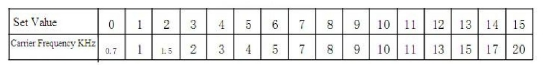 Set Value 0 1 2 3 4 5 6 7 8 9 10 11 12 13 14 15
Carrier Frequency KHz 0.7 1 1.5 2 3 4 5 7 8 9 10 11 13 15 17 20